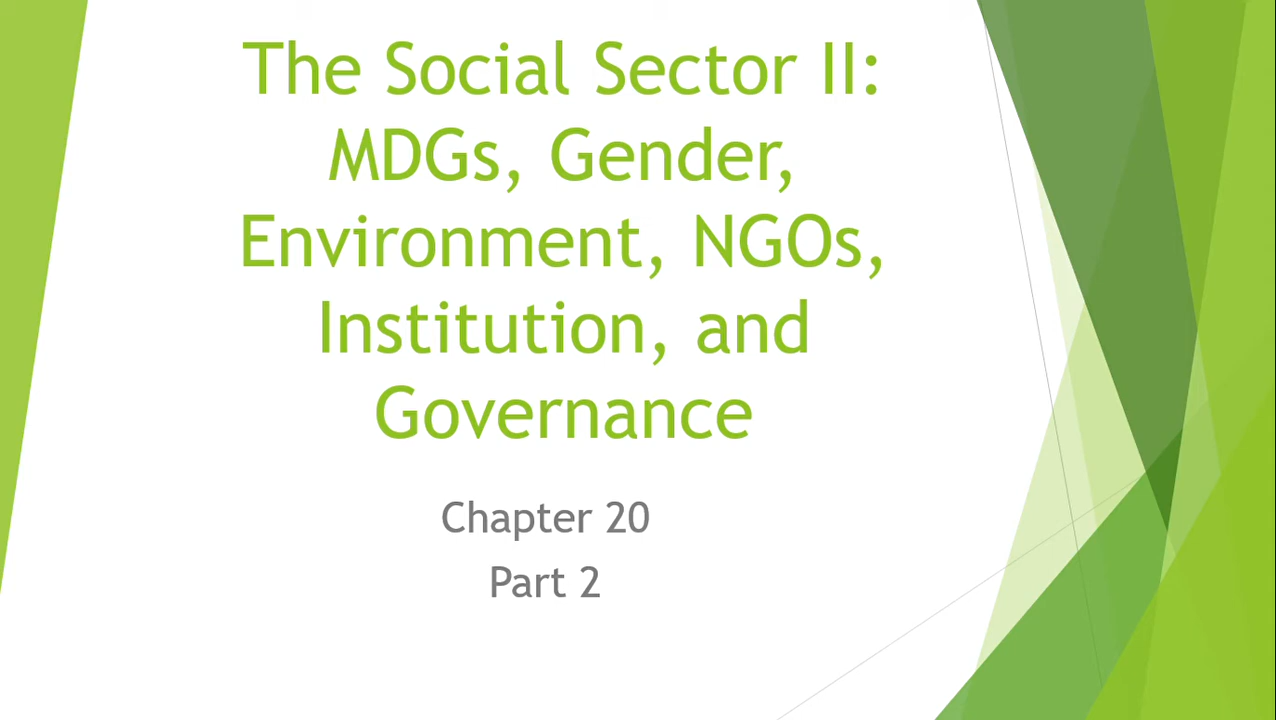 The Social Sector II:
MDGs, Gender,
Environment, NGOs,
Institution, and
Governance
Chapter 20
Part 2